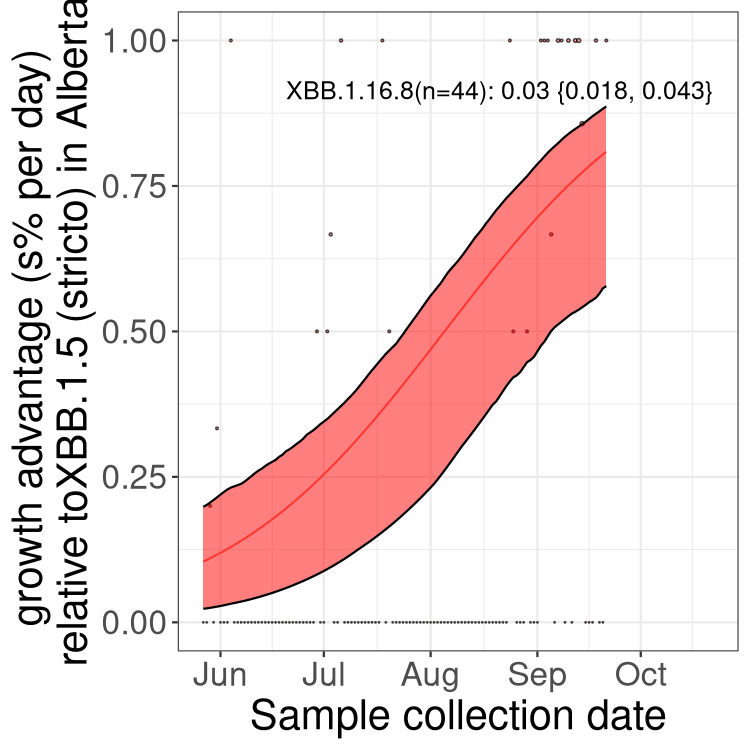 growth advantage (s% per day)
relative toXBB.1.5 (stricto) in Alberta
1.00
0.75
0.50
0.25
0.00
XBB.1.16.8(n=44): 0.03 {0.018, 0.043}
Jun Jul Aug Sep Oct
Sample collection date